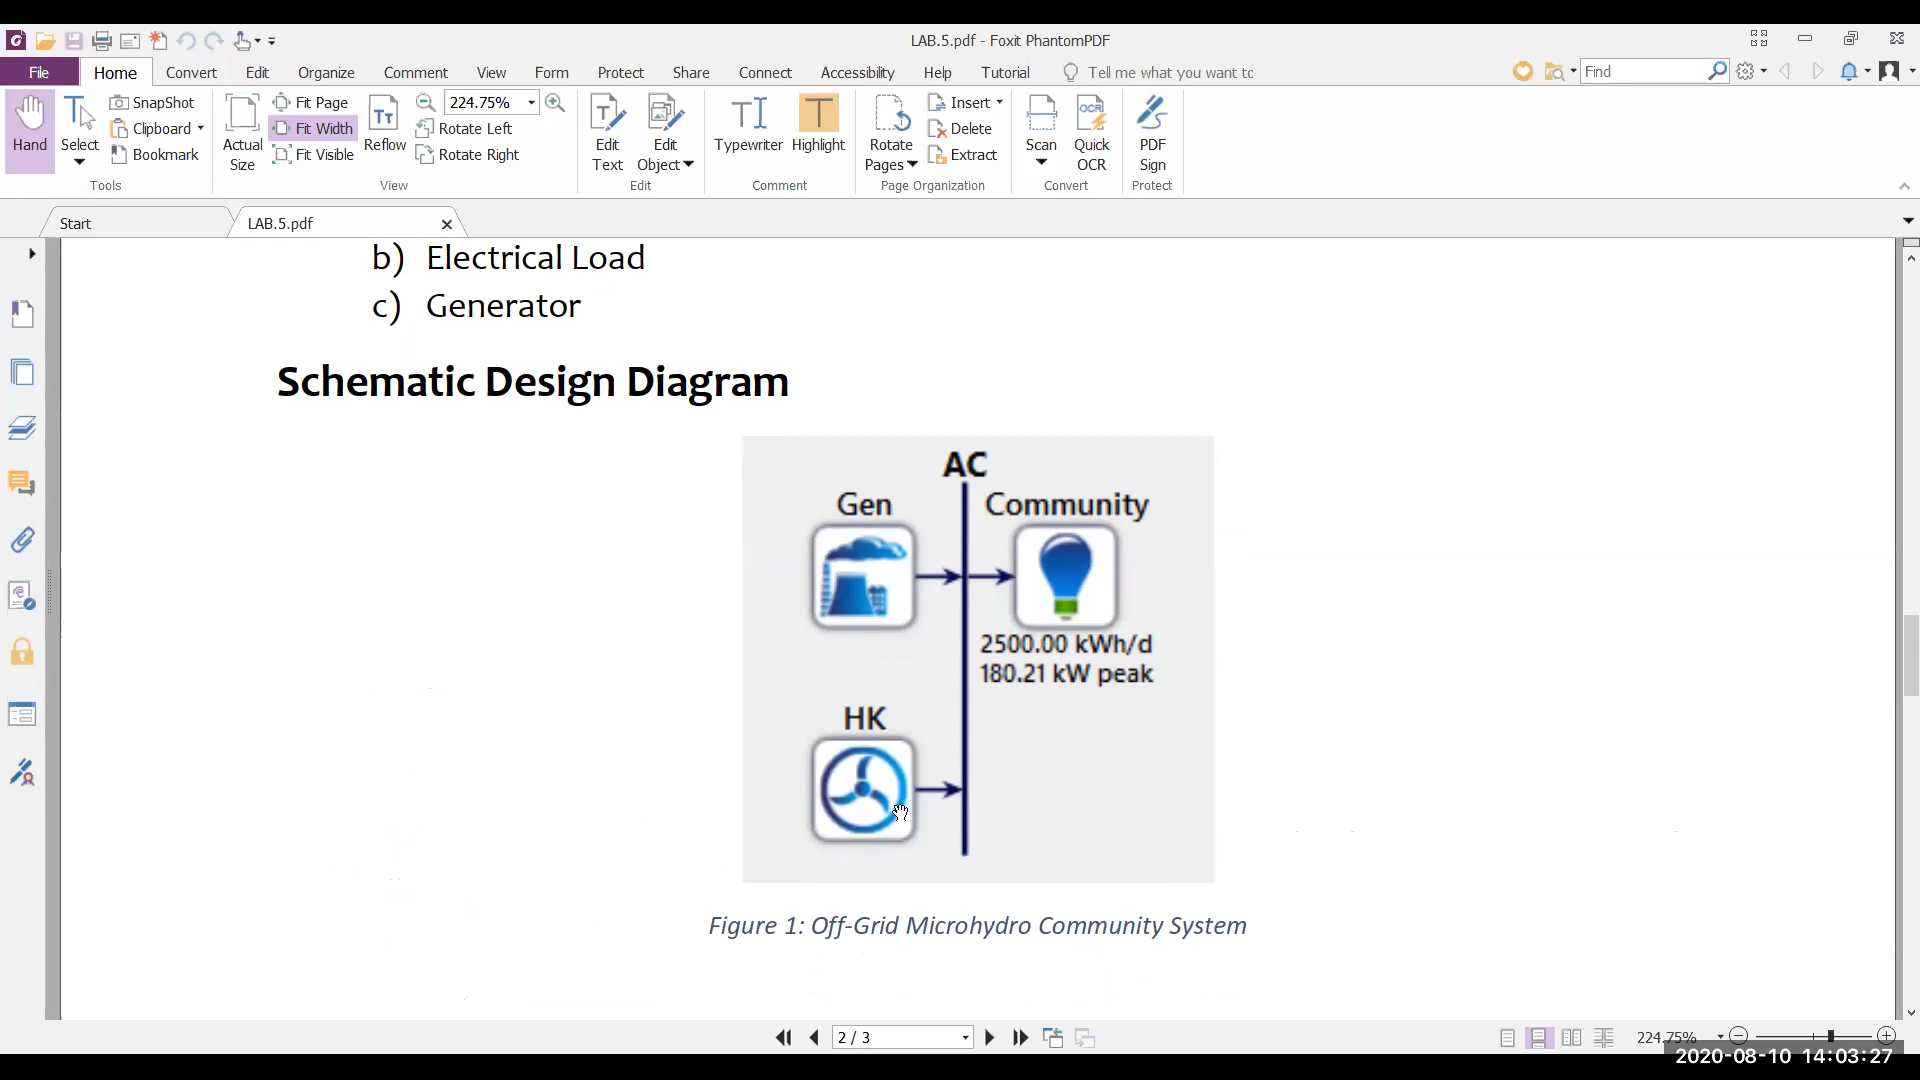 LAB.5.pdf - Foxit PhantomPDF
File Home Convert Edit Organize Comment View Form Protect Share Connect Accessibility Help Tutorial Tell me what you want to Find
Hand
Select
SnapShot
Clipboard
Bookmark
Tools
Actual Size
Fit Page
Fit Width
Fit Visible
Reflow
224.75%
Rotate Left
Rotate Right
View
Edit Text
Edit Object
Edit
Typewriter
Highlight
Comment
Rotate Pages
Insert
Delete
Extract
Page Organization
Scan
OCR
Quick OCR
Convert
PDF Sign
Protect
Start
LAB.5.pdf
b) Electrical Load
c) Generator
Schematic Design Diagram
AC
Gen Community
2500.00 kWh/d
180.21 kW peak
HK
Figure 1: Off-Grid Microhydro Community System
2 / 3
224.75%
2020-08-10 14:03:27